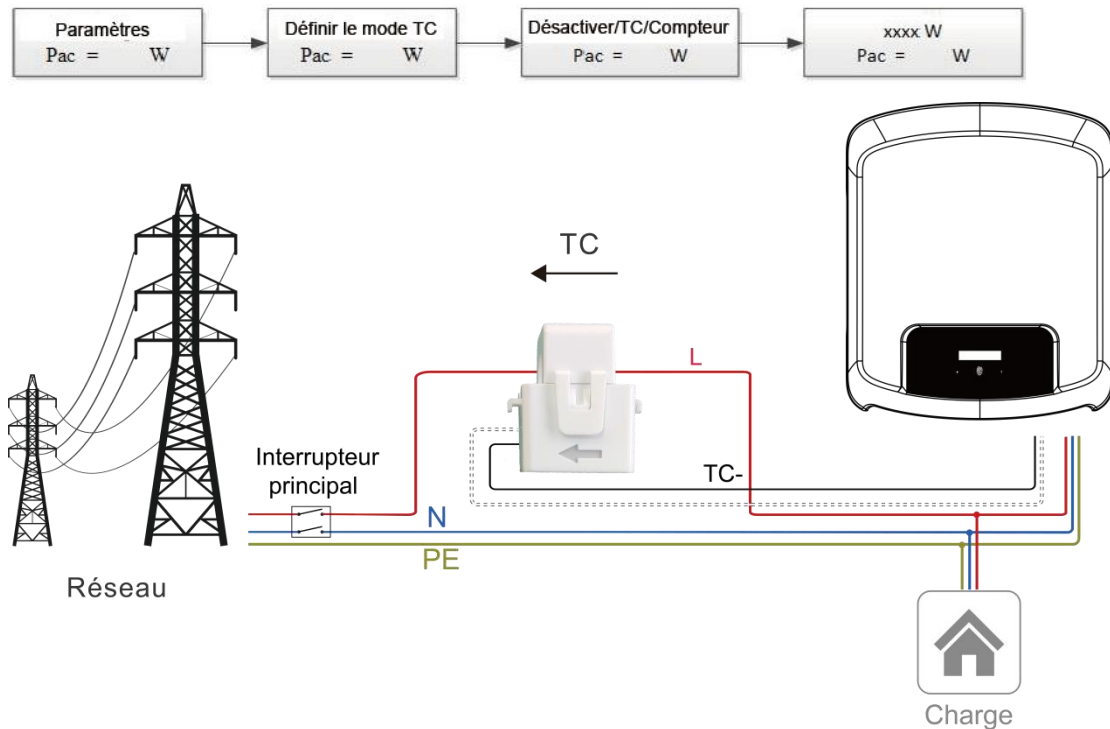 Paramètres
Pac = W
Définir le mode TC
Pac = W
Désactiver/TC/Compteur
Pac = W
xxxx W
Pac = W
TC
L
Interrupteur
principal
TC-
N
PE
Réseau
Charge